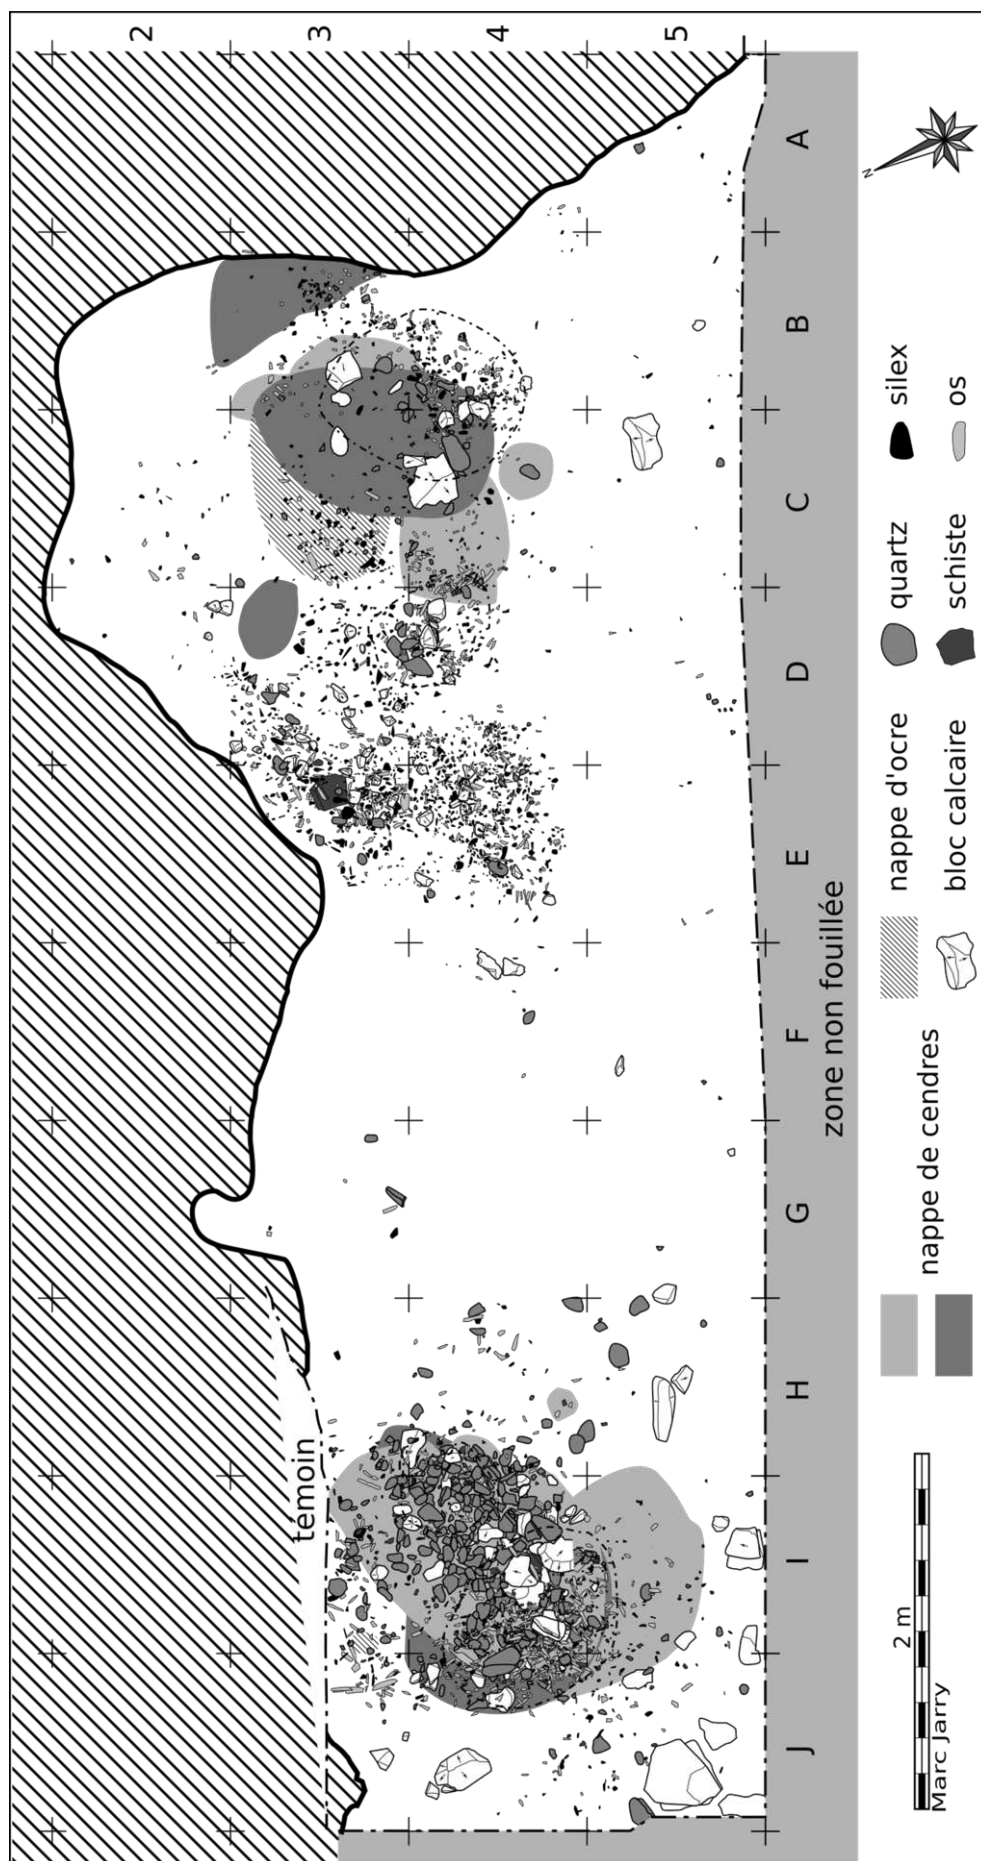 2
3
4
5
A
B
C
D
E
F
G
H
I
J
N
temoin
zone non fouillée
nappe de cendres
nappe d'ocre
bloc calcaire
quartz
schiste
silex
os
2 m
Marc Jarry